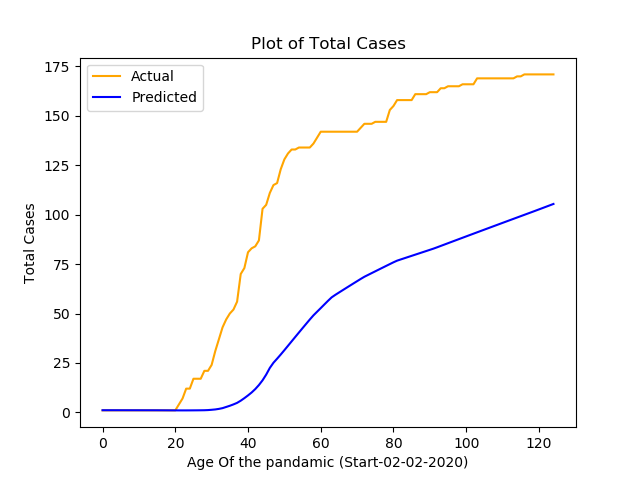 Plot of Total Cases
Actual
Predicted
175
150
125
100
75
50
25
0
Total Cases
0 20 40 60 80 100 120
Age Of the pandamic (Start-02-02-2020)